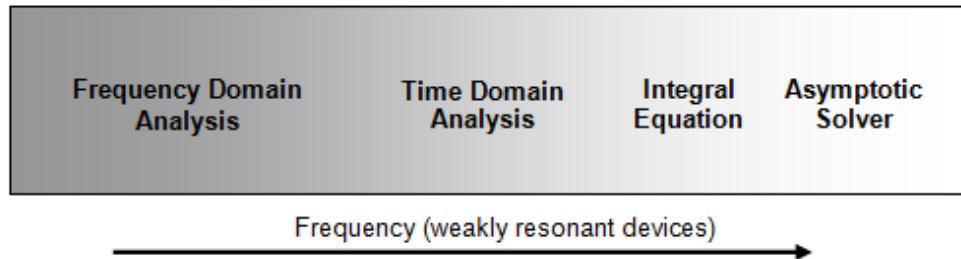 Frequency Domain
Analysis
Time Domain
Analysis
Integral
Equation
Asymptotic
Solver
Frequency (weakly resonant devices)